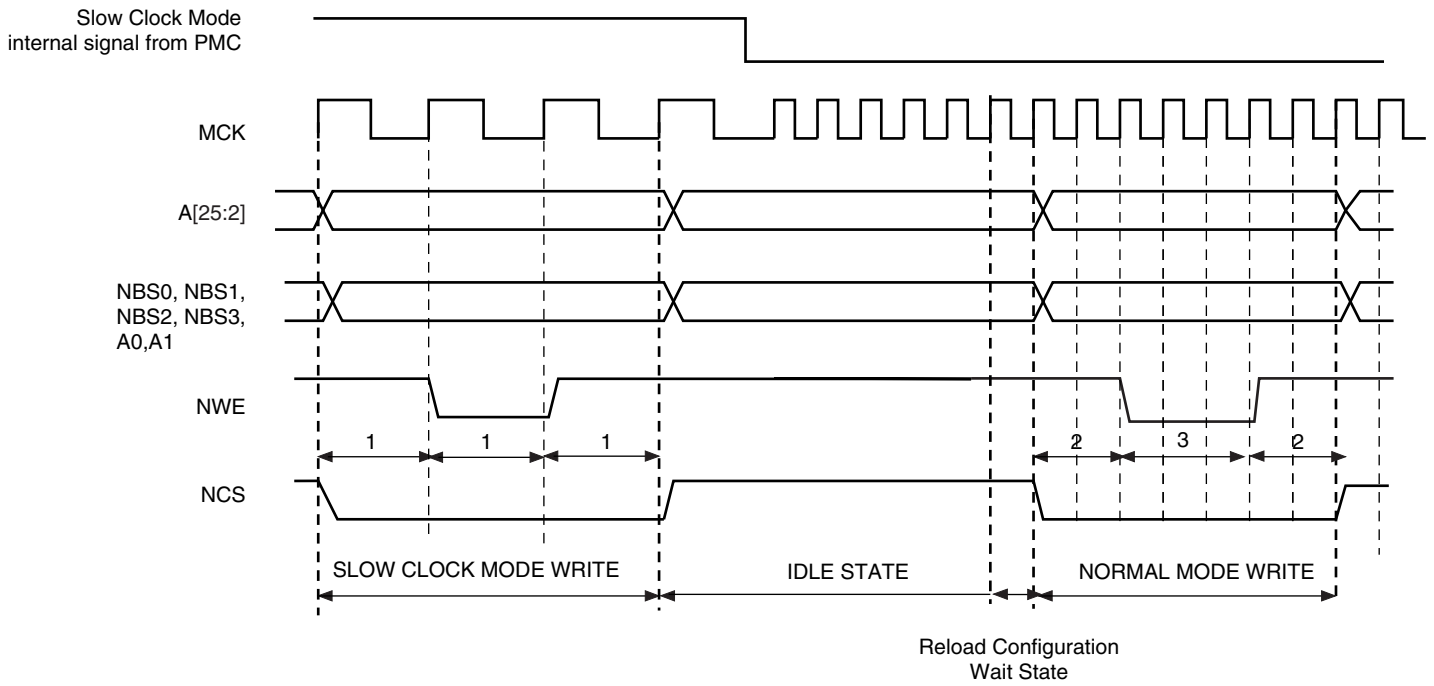 Slow Clock Mode
internal signal from PMC
MCK
A[25:2]
NBS0, NBS1,
NBS2, NBS3,
A0,A1
NWE
1 1 1 2 3 2
NCS
SLOW CLOCK MODE WRITE IDLE STATE NORMAL MODE WRITE
Reload Configuration
Wait State